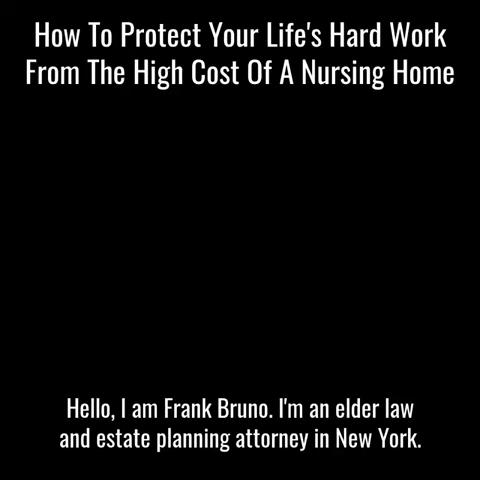 How To Protect Your Life's Hard Work
From The High Cost Of A Nursing Home
Hello, I am Frank Bruno. I'm an elder law
and estate planning attorney in New York.